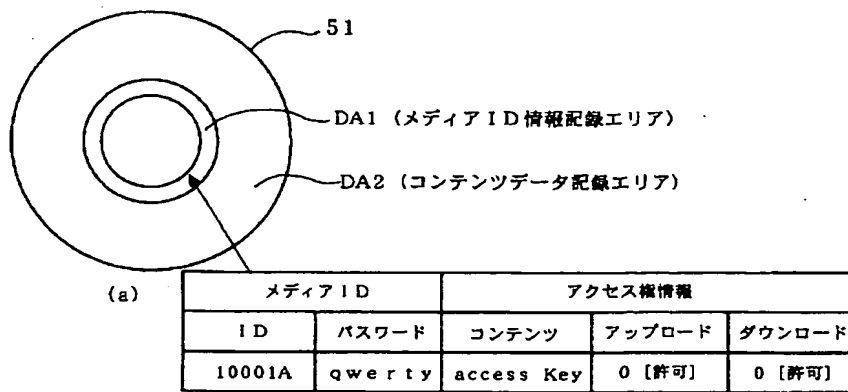 51
DA1 (メディアID情報記録エリア)
DA2 (コンテンツデータ記録エリア)
(a)
メディアID アクセス権情報
ID パスワード コンテンツ アップロード ダウンロード
10001A qwerty access Key 0 [許可] 0 [許可]